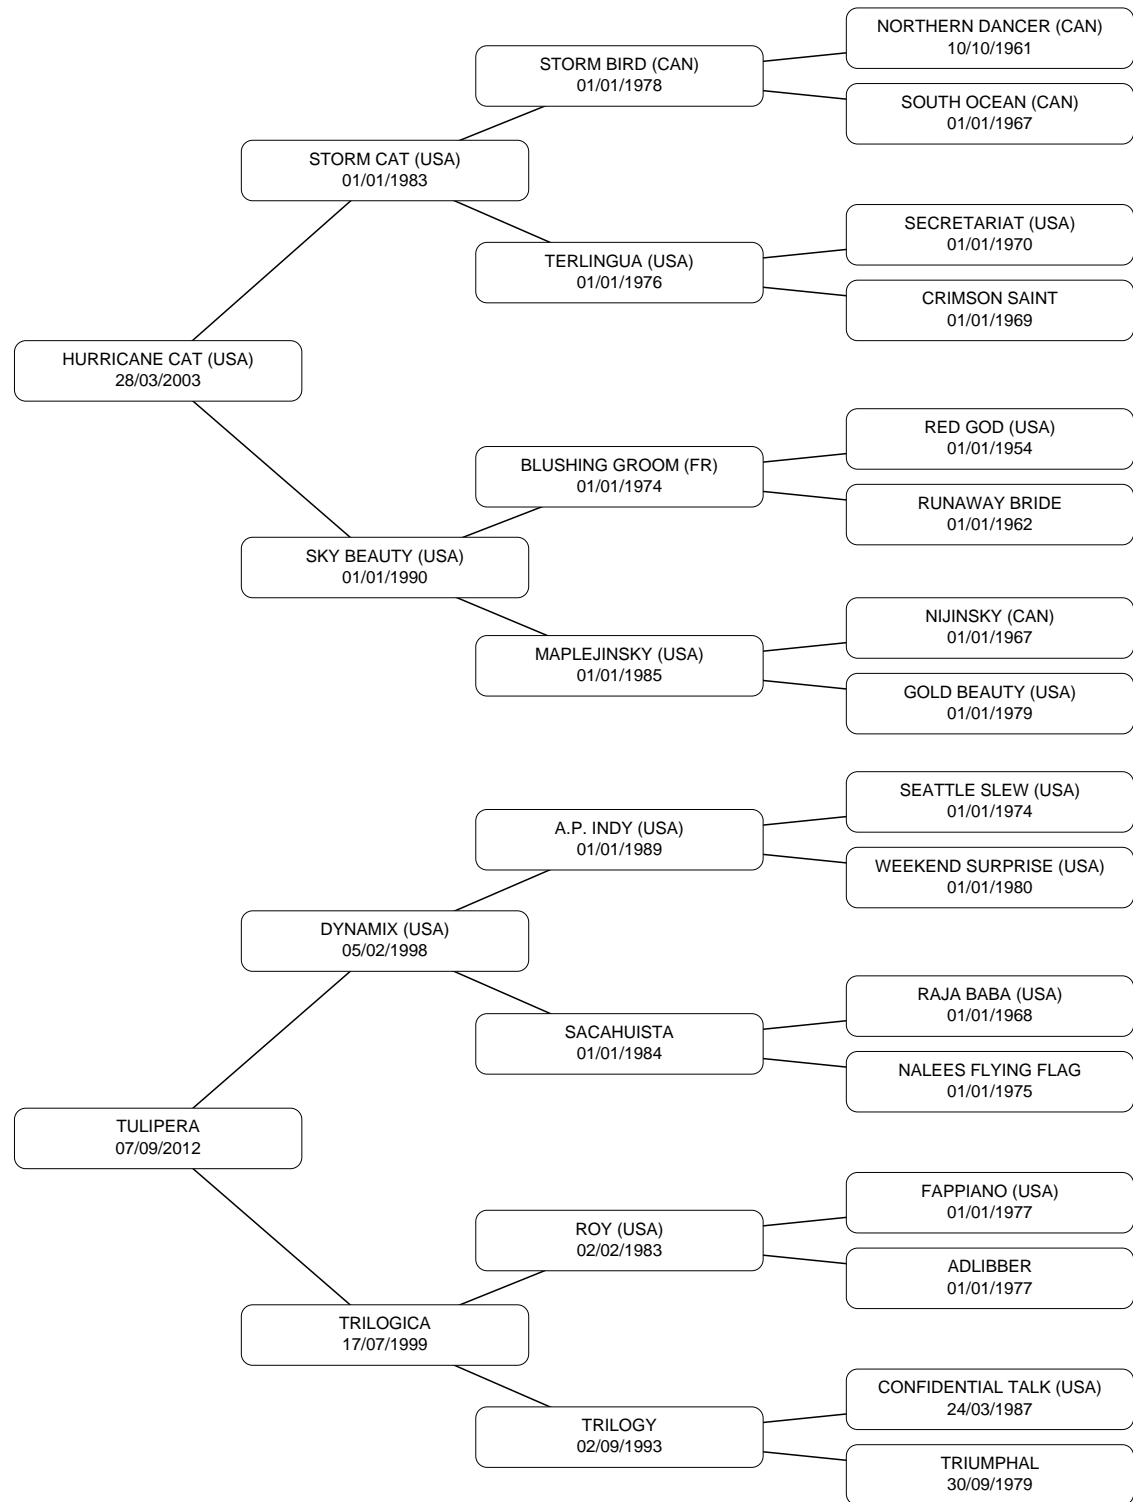 NORTHERN DANCER (CAN)
10/10/1961
STORM BIRD (CAN)
01/01/1978
SOUTH OCEAN (CAN)
01/01/1967
STORM CAT (USA)
01/01/1983
SECRETARIAT (USA)
01/01/1970
TERLINGUA (USA)
01/01/1976
CRIMSON SAINT
01/01/1969
HURRICANE CAT (USA)
28/03/2003
RED GOD (USA)
01/01/1954
BLUSHING GROOM (FR)
01/01/1974
RUNAWAY BRIDE
01/01/1962
SKY BEAUTY (USA)
01/01/1990
NIJINSKY (CAN)
01/01/1967
MAPLEJINSKY (USA)
01/01/1985
GOLD BEAUTY (USA)
01/01/1979
SEATTLE SLEW (USA)
01/01/1974
A.P. INDY (USA)
01/01/1989
WEEKEND SURPRISE (USA)
01/01/1980
DYNAMIX (USA)
05/02/1998
RAJA BABA (USA)
01/01/1968
SACAHUISTA
01/01/1984
NALEES FLYING FLAG
01/01/1975
TULIPERA
07/09/2012
FAPPIANO (USA)
01/01/1977
ROY (USA)
02/02/1983
ADLIBBER
01/01/1977
TRILOGICA
17/07/1999
CONFIDENTIAL TALK (USA)
24/03/1987
TRILOGY
02/09/1993
TRIUMPHAL
30/09/1979